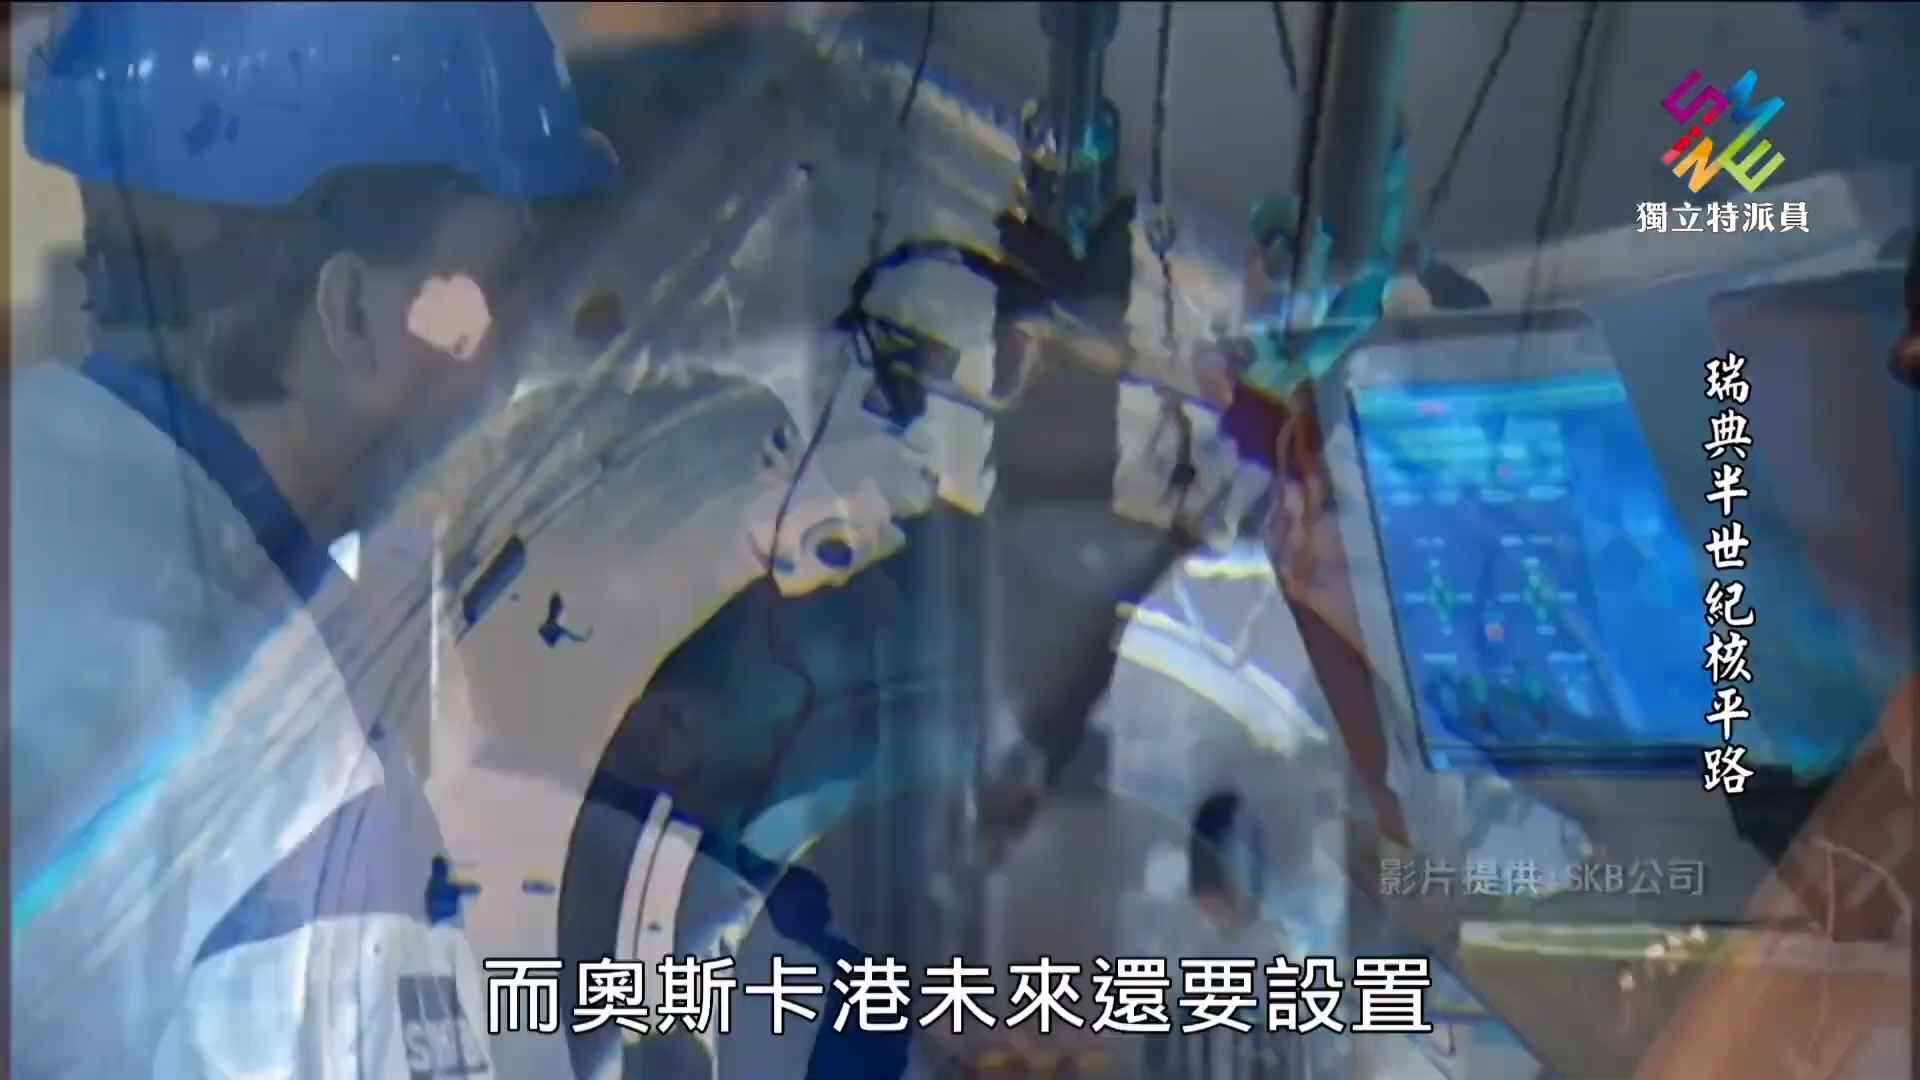 獨立特派員
瑞典半世紀核平路
影片提供:SKB公司
而奧斯卡港未來還要設置